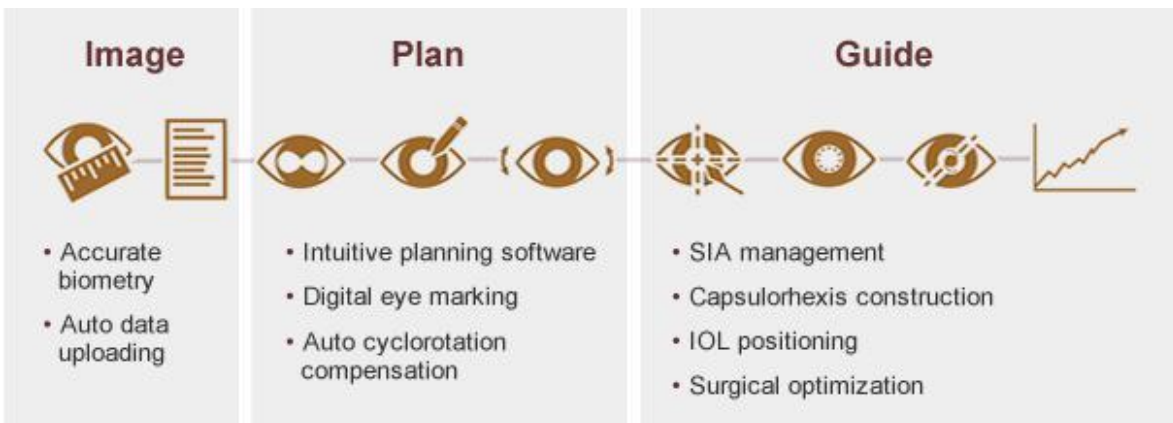 Image
• Accurate
biometry
• Auto data
uploading
Plan
• Intuitive planning software
• Digital eye marking
• Auto cyclorotation
compensation
Guide
• SIA management
• Capsulorhexis construction
• IOL positioning
• Surgical optimization